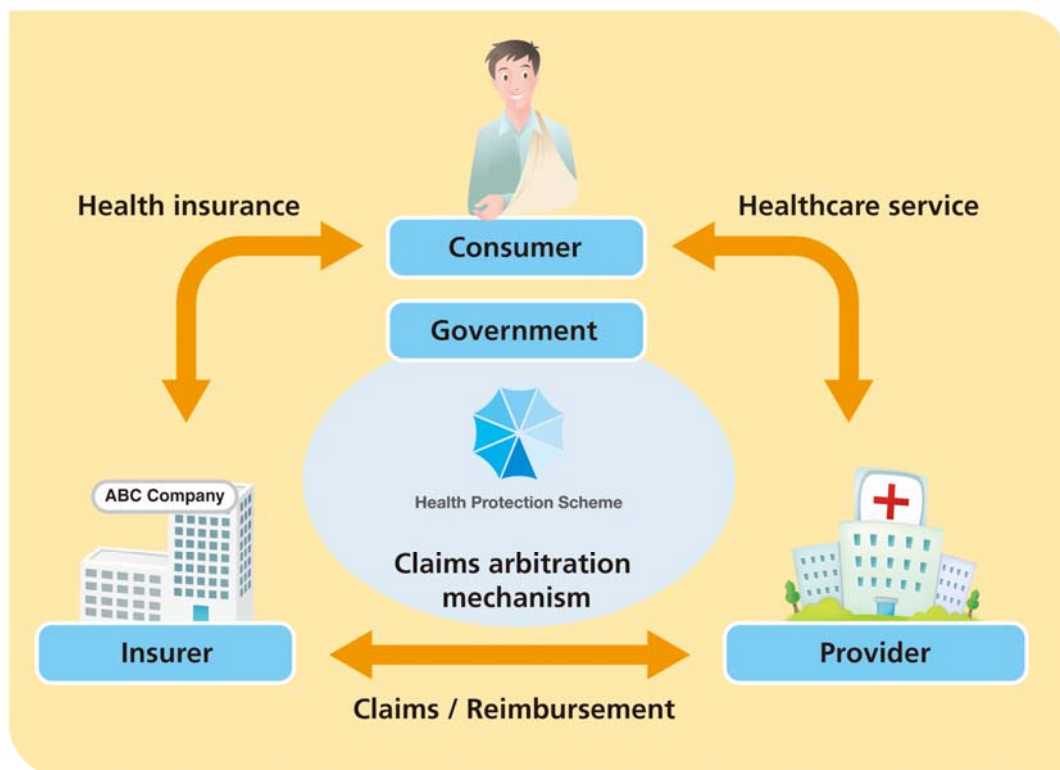 Health insurance
Healthcare service
Consumer
Government
ABC Company
Health Protection Scheme
Claims arbitration
mechanism
Insurer
Provider
Claims / Reimbursement